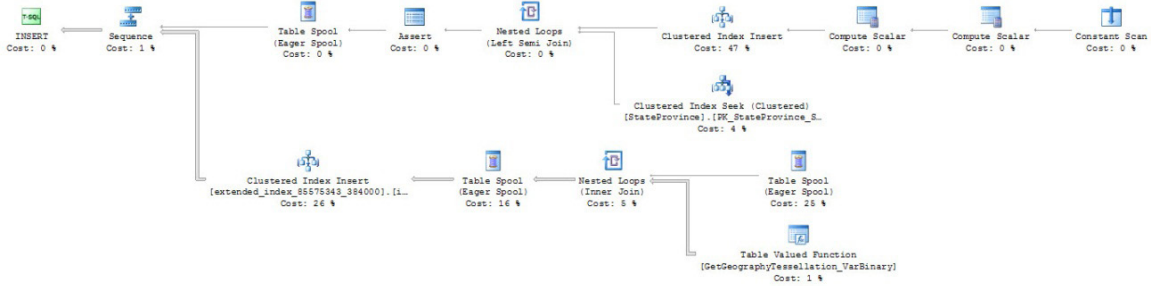 T-SQL
INSERT
Cost: 0 %
Sequence
Cost: 1 %
Table Spool
(Eager Spool)
Cost: 0 %
Assert
Cost: 0 %
Nested Loops
(Left Semi Join)
Cost: 0 %
Clustered Index Insert
Cost: 47 %
Compute Scalar
Cost: 0 %
Compute Scalar
Cost: 0 %
Constant Scan
Cost: 0 %
Clustered Index Seek (Clustered)
[StateProvince].[PK_StateProvince_S…
Cost: 4 %
Clustered Index Insert
[extended_index_85575343_384000].[i…
Cost: 26 %
Table Spool
(Eager Spool)
Cost: 16 %
Nested Loops
(Inner Join)
Cost: 5 %
Table Spool
(Eager Spool)
Cost: 25 %
Table Valued Function
[GetGeographyTessellation_VarBinary]
Cost: 1 %